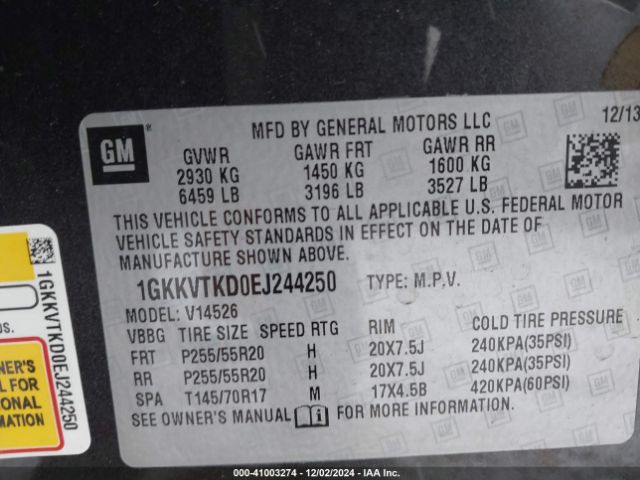 12/13
GM
MFD BY GENERAL MOTORS LLC
GVWR GAWR FRT GAWR RR
2930 KG 1450 KG 1600 KG
6459 LB 3196 LB 3527 LB
THIS VEHICLE CONFORMS TO ALL APPLICABLE U.S. FEDERAL MOTOR
VEHICLE SAFETY STANDARDS IN EFFECT ON THE DATE OF
MANUFACTURE SHOWN ABOVE.
1GKKVTKD0EJ244250 TYPE: M.P.V.
MODEL: V14526
VBBG TIRE SIZE SPEED RTG RIM COLD TIRE PRESSURE
FRT P255/55R20 H 20X7.5J 240KPA(35PSI)
RR P255/55R20 H 20X7.5J 240KPA(35PSI)
SPA T145/70R17 M 17X4.5B 420KPA(60PSI)
SEE OWNER'S MANUAL FOR MORE INFORMATION.
1GKKVTKD0EJ244250
FOR
000-41003274 - 12/02/2024 - IAA Inc.